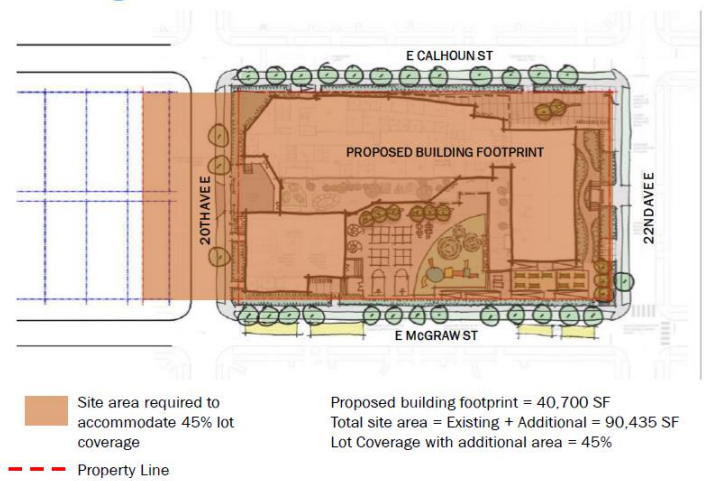 E CALHOUN ST
PROPOSED BUILDING FOOTPRINT
20TH AVE E
22ND AVE E
E McGRAW ST
Site area required to
accommodate 45% lot
coverage
Property Line
Proposed building footprint = 40,700 SF
Total site area = Existing + Additional = 90,435 SF
Lot Coverage with additional area = 45%